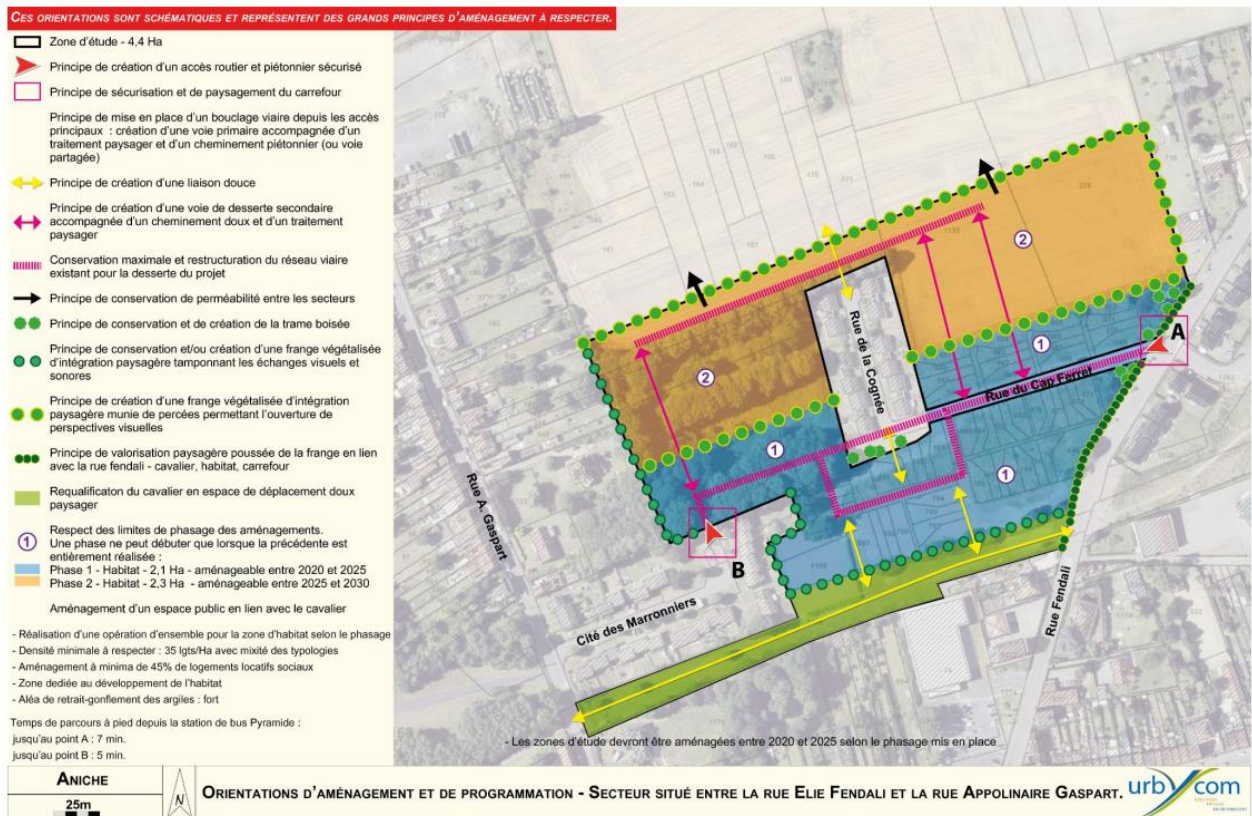 CES ORIENTATIONS SONT SCHÉMATIQUES ET REPRÉSENTENT DES GRANDS PRINCIPES D'AMÉNAGEMENT À RESPECTER.
Zone d'étude - 4,4 Ha
Principe de création d'un accès routier et piétonnier sécurisé
Principe de sécurisation et de paysagement du carrefour
Principe de mise en place d'un bouclage viaire depuis les accès
principaux : création d'une voie primaire accompagnée d'un
traitement paysager et d'un cheminement piétonnier (ou voie
partagée)
Principe de création d'une liaison douce
Principe de création d'une voie de desserte secondaire
accompagnée d'un cheminement doux et d'un traitement
paysager
Conservation maximale et restructuration du réseau viaire
existant pour la desserte du projet
Principe de conservation de perméabilité entre les secteurs
Principe de conservation et de création de la trame boisée
Principe de conservation et/ou création d'une frange végétalisée
d'intégration paysagère tamponnant les échanges visuels et
sonores
Principe de création d'une frange végétalisée d'intégration
paysagère munie de percées permettant l'ouverture de
perspectives visuelles
Principe de valorisation paysagère poussée de la frange en lien
avec la rue fendali - cavalier, habitat, carrefour
Requalificaton du cavalier en espace de déplacement doux
paysager
1
Respect des limites de phasage des aménagements.
Une phase ne peut débuter que lorsque la précédente est
entièrement réalisée :
Phase 1 - Habitat - 2,1 Ha - aménageable entre 2020 et 2025
Phase 2 - Habitat - 2,3 Ha - aménageable entre 2025 et 2030
Aménagement d'un espace public en lien avec le cavalier
- Réalisation d'une opération d'ensemble pour la zone d'habitat selon le phasage
- Densité minimale à respecter : 35 lgts/Ha avec mixité des typologies
- Aménagement à minima de 45% de logements locatifs sociaux
- Zone dediée au développement de l'habitat
- Aléa de retrait-gonflement des argiles : fort
Temps de parcours à pied depuis la station de bus Pyramide :
jusqu'au point A : 7 min.
jusqu'au point B : 5 min.
2
2
1
1
1
A
B
Rue de la Cognée
Rue du Cap Ferret
Rue A. Gaspart
Rue Fendali
Cité des Marronniers
- Les zones d'étude devront être aménagées entre 2020 et 2025 selon le phasage mis en place
ANICHE
25m
N
ORIENTATIONS D'AMÉNAGEMENT ET DE PROGRAMMATION - SECTEUR SITUÉ ENTRE LA RUE ELIE FENDALI ET LA RUE APPOLINAIRE GASPART.
urbycom